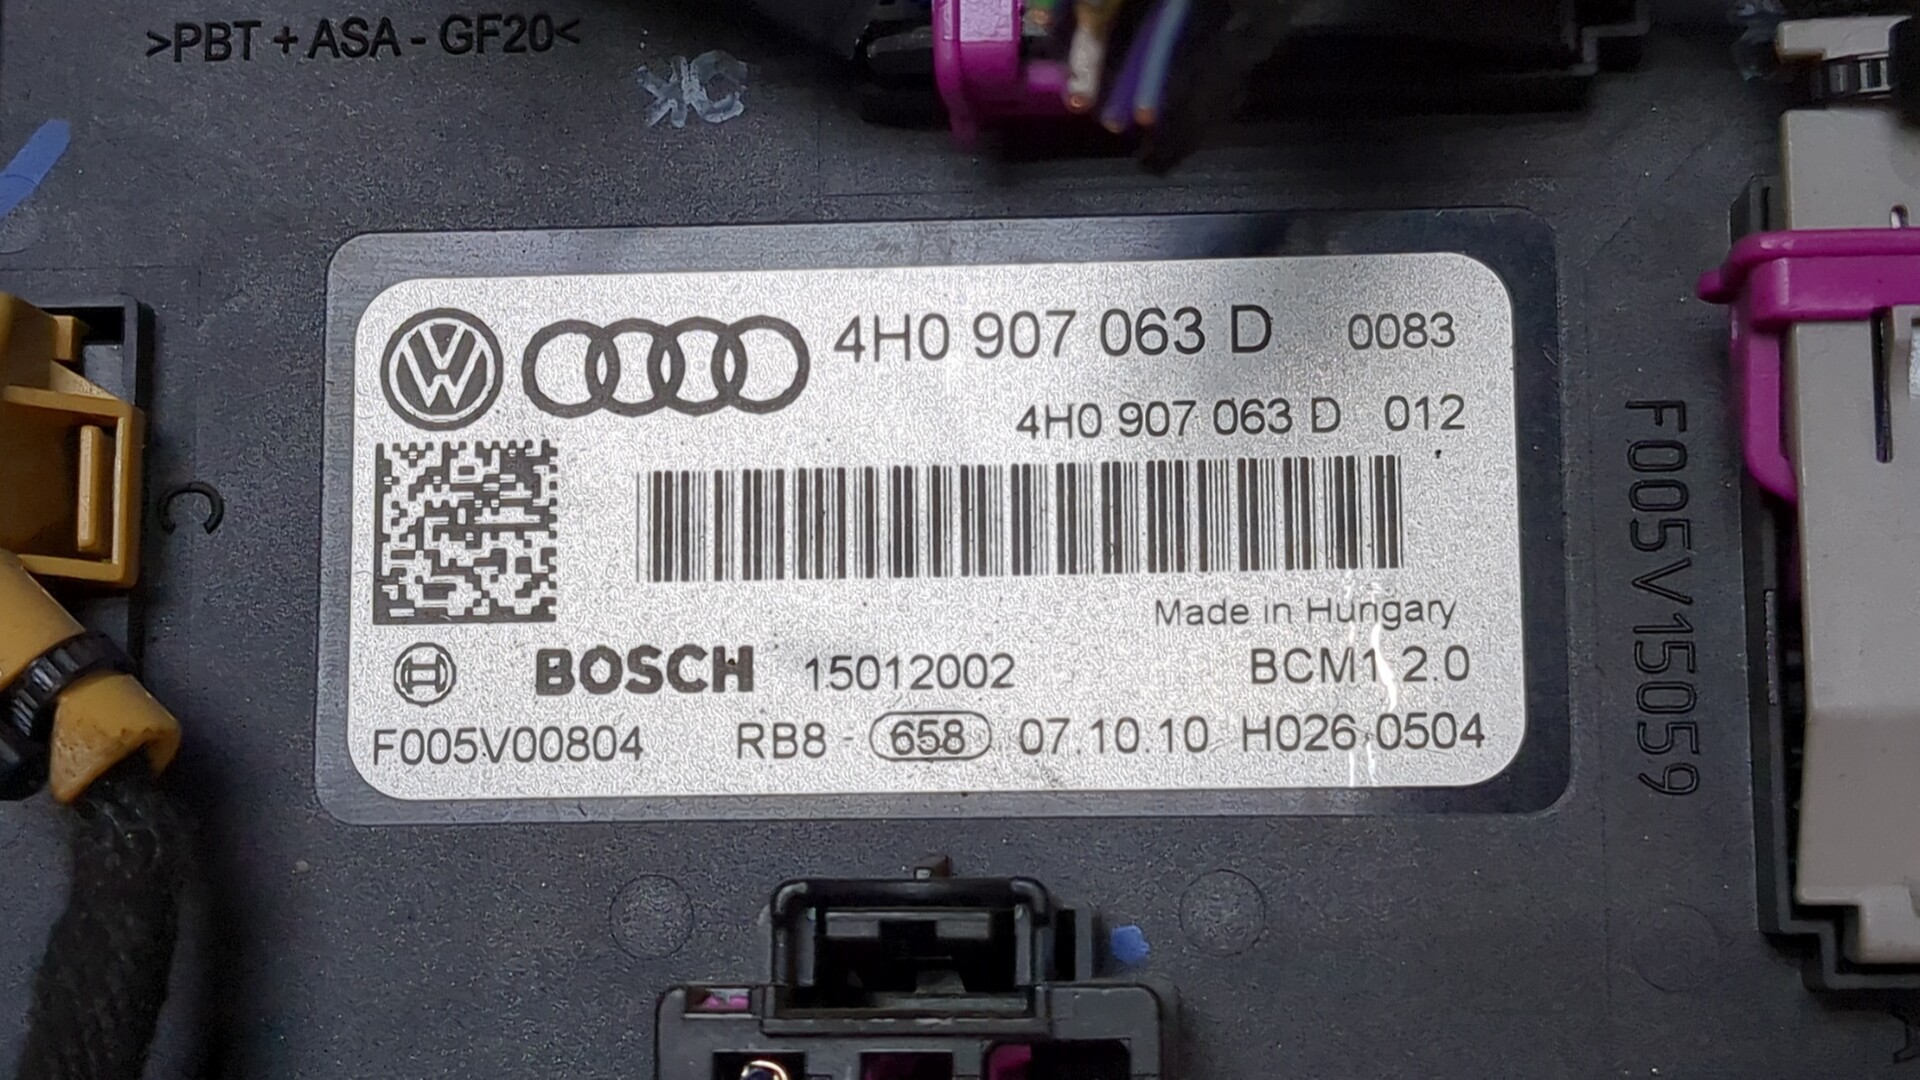 >PBT + ASA - GF20<
OK
4H0 907 063 D 0083
4H0 907 063 D 012
C
Made in Hungary
BOSCH 15012002 BCM1 2.0
F005V00804 RB8 - 658 07.10.10 H026 0504
F005V15059
A